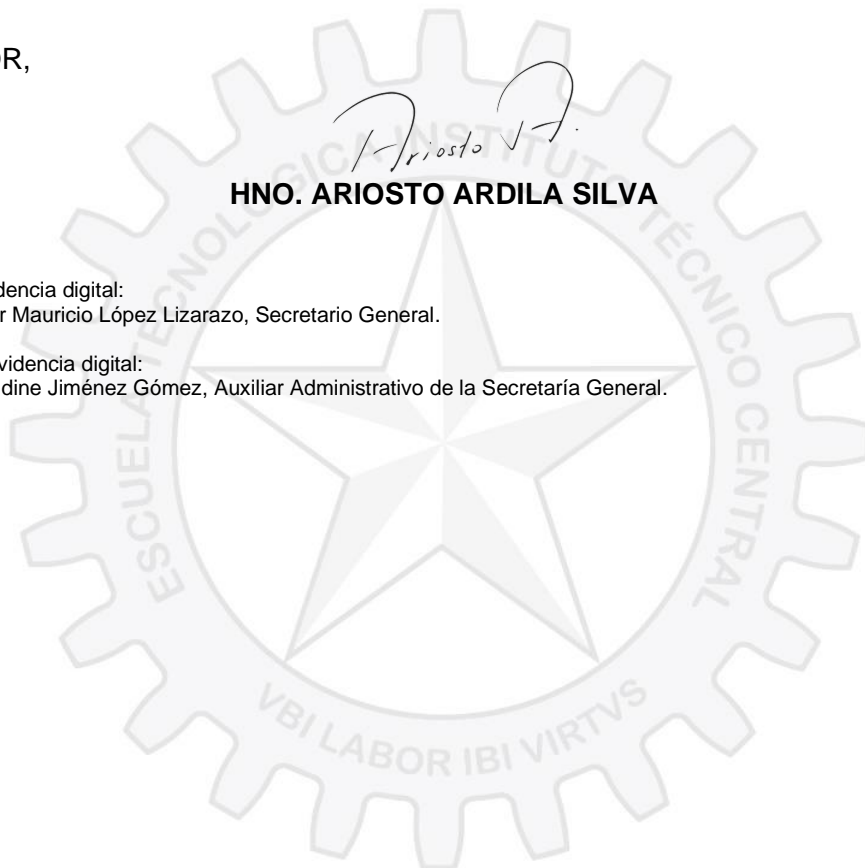 OR,
Ariosto A.
HNO. ARIOSTO ARDILA SILVA
dencia digital:
r Mauricio López Lizarazo, Secretario General.
videncia digital:
dine Jiménez Gómez, Auxiliar Administrativo de la Secretaría General.
ESCUELA TECNOLÓGICA INSTITUTO TÉCNICO CENTRAL
VBI LABOR IBI VIRTVS